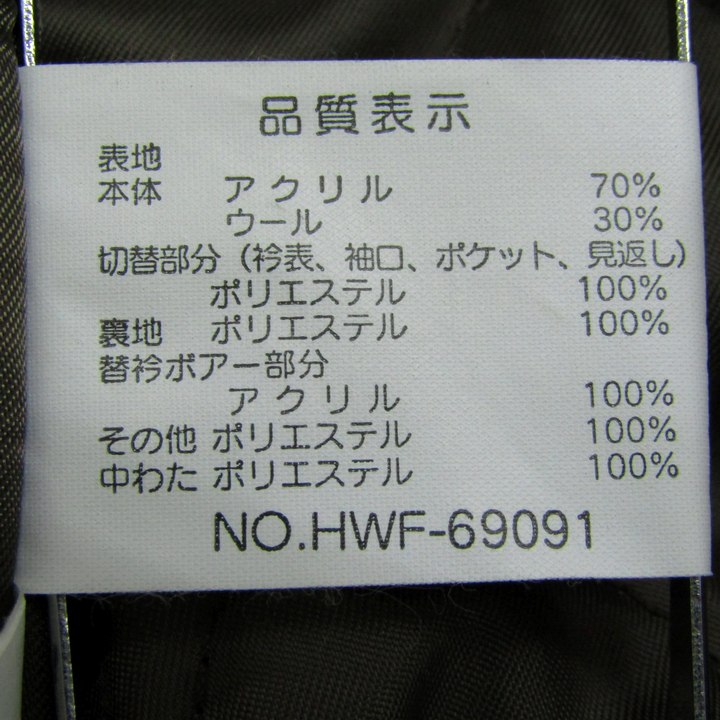 品質表示
表地
本体 アクリル 70%
ウール 30%
切替部分（衿表、袖口、ポケット、見返し）
ポリエステル 100%
裏地 ポリエステル 100%
替衿ボアー部分
アクリル 100%
その他 ポリエステル 100%
中わた ポリエステル 100%
NO.HWF-69091